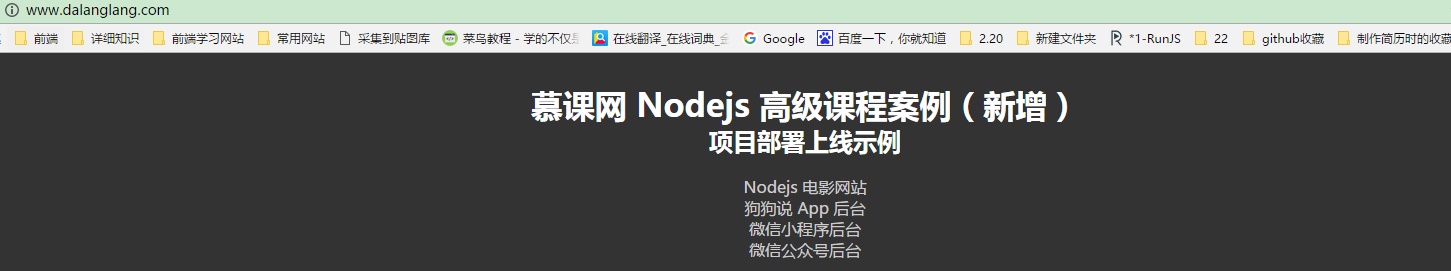 www.dalanglang.com
前端 详细知识 前端学习网站 常用网站 采集到贴图库 菜鸟教程 - 学的不仅是 在线翻译_在线词典_金 Google 百度一下，你就知道 2.20 新建文件夹 *1-RunJS 22 github收藏 制作简历时的收藏
慕课网 Nodejs 高级课程案例（新增）
项目部署上线示例
Nodejs 电影网站
狗狗说 App 后台
微信小程序后台
微信公众号后台